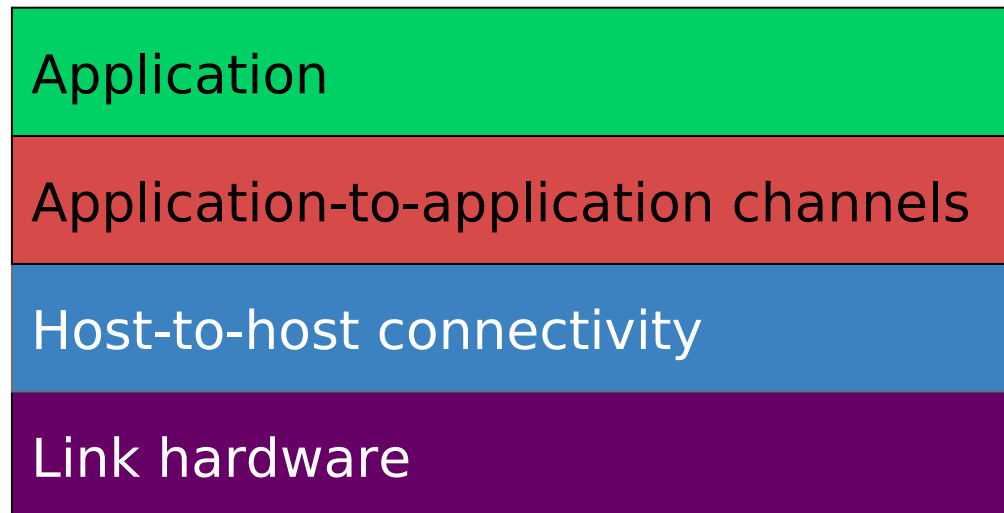 Application
Application-to-application channels
Host-to-host connectivity
Link hardware